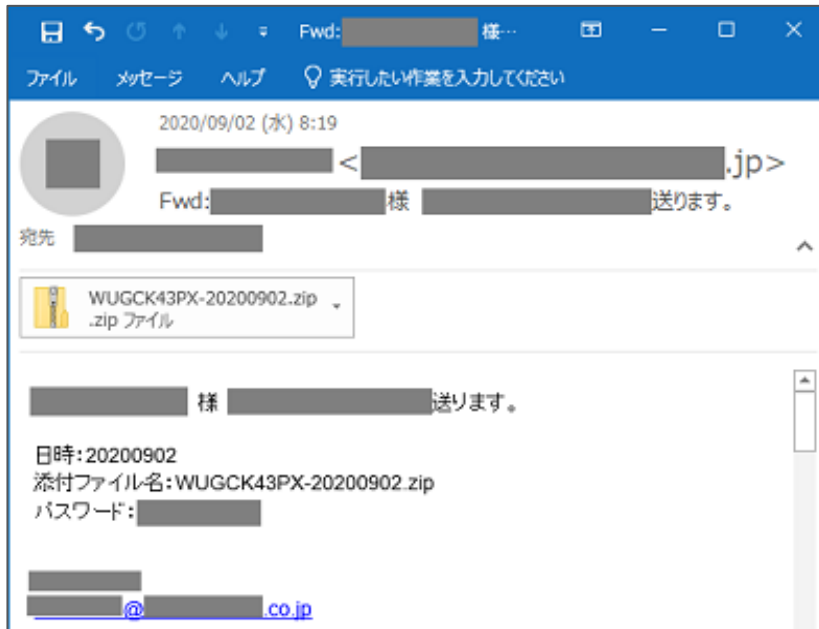 Fwd: 様…
ファイル メッセージ ヘルプ 実行したい作業を入力してください
2020/09/02 (水) 8:19
< .jp>
Fwd: 様 送ります。
宛先
WUGCK43PX-20200902.zip
.zip ファイル
様 送ります。
日時:20200902
添付ファイル名:WUGCK43PX-20200902.zip
パスワード:
@ .co.jp